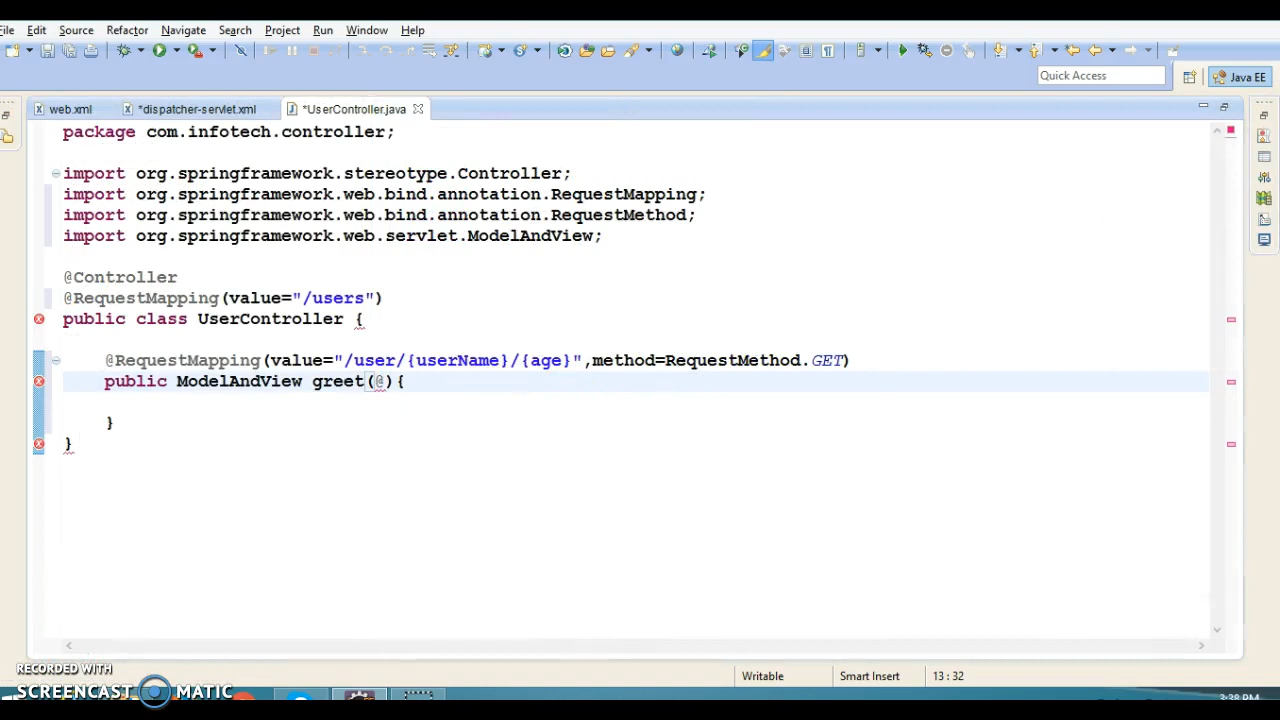 File Edit Source Refactor Navigate Search Project Run Window Help
Quick Access
Java EE
web.xml *dispatcher-servlet.xml *UserController.java
package com.infotech.controller;
import org.springframework.stereotype.Controller;
import org.springframework.web.bind.annotation.RequestMapping;
import org.springframework.web.bind.annotation.RequestMethod;
import org.springframework.web.servlet.ModelAndView;
@Controller
@RequestMapping(value="/users")
public class UserController {
@RequestMapping(value="/user/{userName}/{age}",method=RequestMethod.GET)
public ModelAndView greet(@){
}
}
Writable Smart Insert 13 : 32
RECORDED WITH
SCREENCAST MATIC
3:38 PM